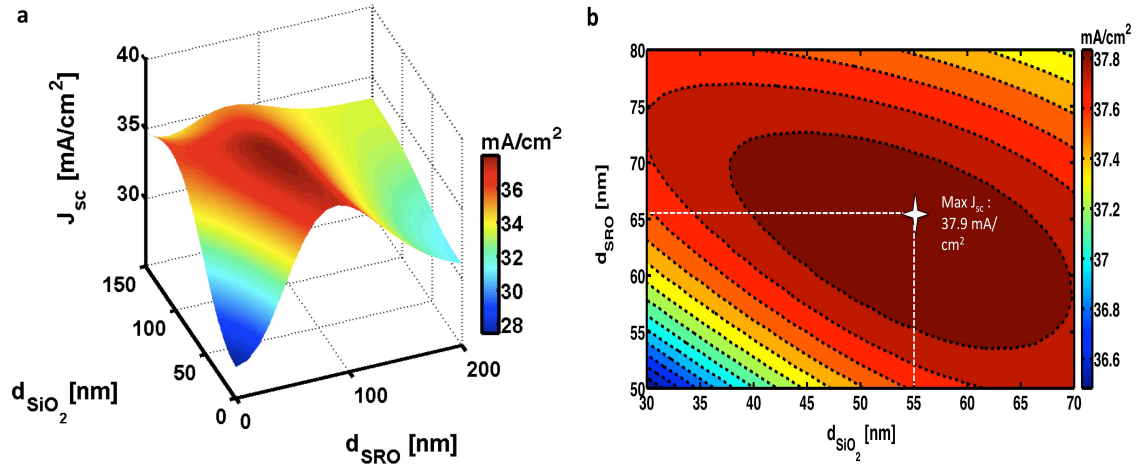 a
J_sc [mA/cm²]
40
35
30
150
100
50
0
d_SiO₂ [nm]
0
100
200
d_SRO [nm]
mA/cm²
36
34
32
30
28
b
d_SRO [nm]
80
75
70
65
60
55
50
30 35 40 45 50 55 60 65 70
d_SiO₂ [nm]
Max J_sc :
37.9 mA/
cm²
mA/cm²
37.8
37.6
37.4
37.2
37
36.8
36.6